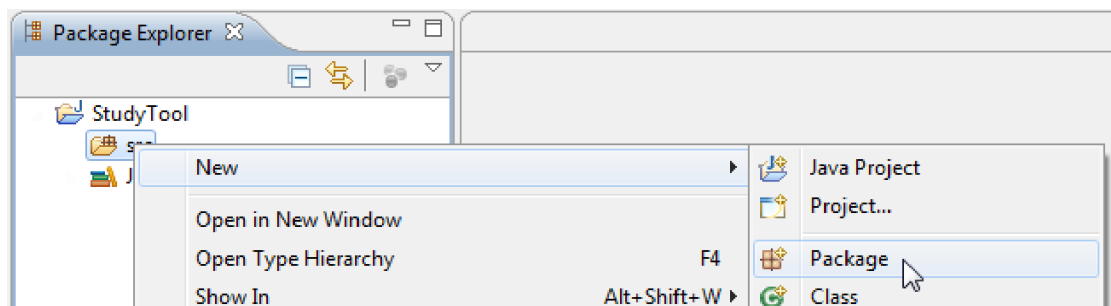 Package Explorer
StudyTool
New
Java Project
Project...
Open in New Window
Open Type Hierarchy F4
Package
Show In Alt+Shift+W
Class